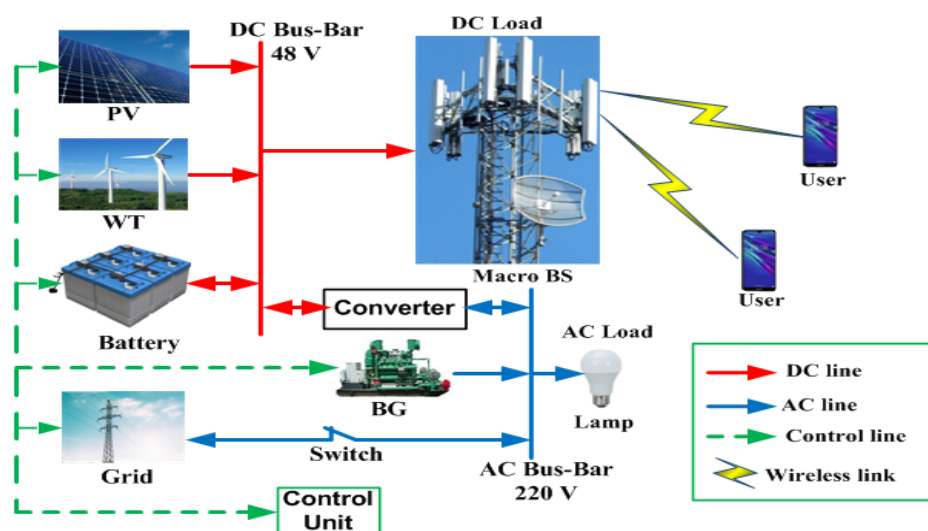 DC Bus-Bar
48 V
DC Load
PV
WT
Battery
Macro BS
User
User
Converter
AC Load
BG
Lamp
Grid
Switch
AC Bus-Bar
220 V
Control
Unit
DC line
AC line
Control line
Wireless link